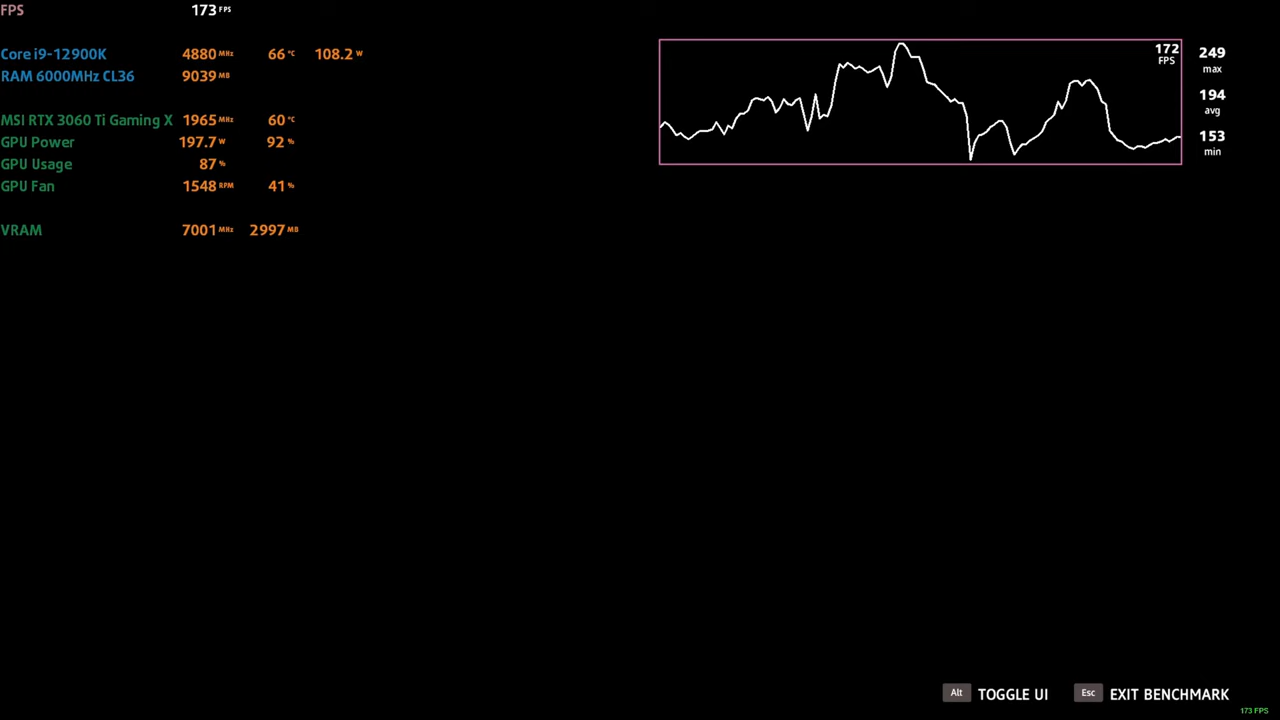 FPS 173 FPS
Core i9-12900K 4880 MHz 66 °C 108.2 W
RAM 6000MHz CL36 9039 MB
MSI RTX 3060 Ti Gaming X 1965 MHz 60 °C
GPU Power 197.7 W 92 %
GPU Usage 87 %
GPU Fan 1548 RPM 41 %
VRAM 7001 MHz 2997 MB
172
FPS
249
max
194
avg
153
min
Alt TOGGLE UI Esc EXIT BENCHMARK
173 FPS